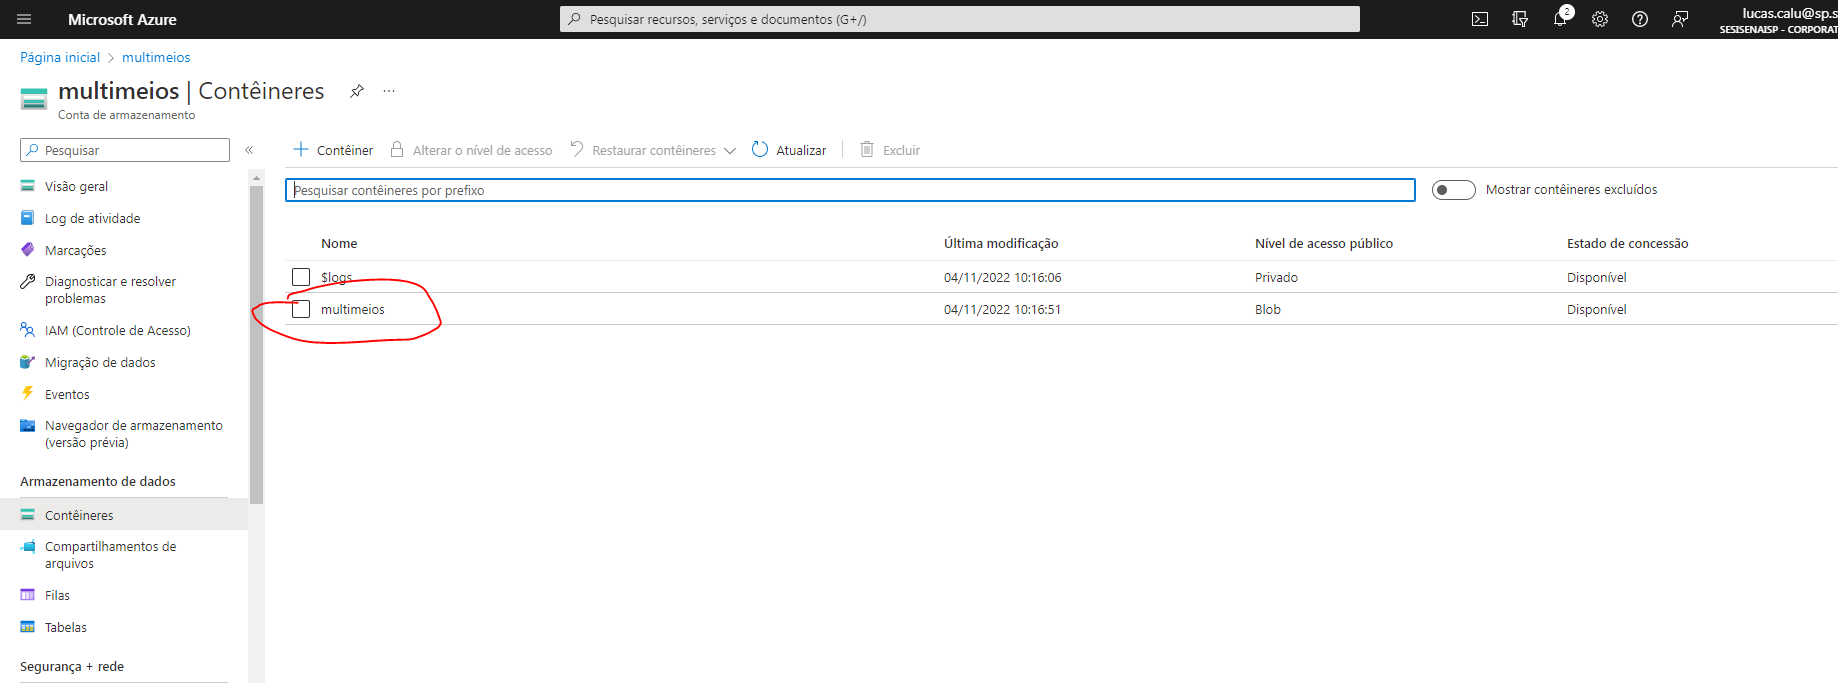 Microsoft Azure
Pesquisar recursos, serviços e documentos (G+/)
2
lucas.calu@sp.s
SESISENAISP - CORPORAT
Página inicial > multimeios
multimeios | Contêineres
...
Conta de armazenamento
Pesquisar
«
Contêiner
Alterar o nível de acesso
Restaurar contêineres
Atualizar
Excluir
Pesquisar contêineres por prefixo
Mostrar contêineres excluídos
Nome
Última modificação
Nível de acesso público
Estado de concessão
$logs
04/11/2022 10:16:06
Privado
Disponível
multimeios
04/11/2022 10:16:51
Blob
Disponível
Visão geral
Log de atividade
Marcações
Diagnosticar e resolver
problemas
IAM (Controle de Acesso)
Migração de dados
Eventos
Navegador de armazenamento
(versão prévia)
Armazenamento de dados
Contêineres
Compartilhamentos de
arquivos
Filas
Tabelas
Segurança + rede